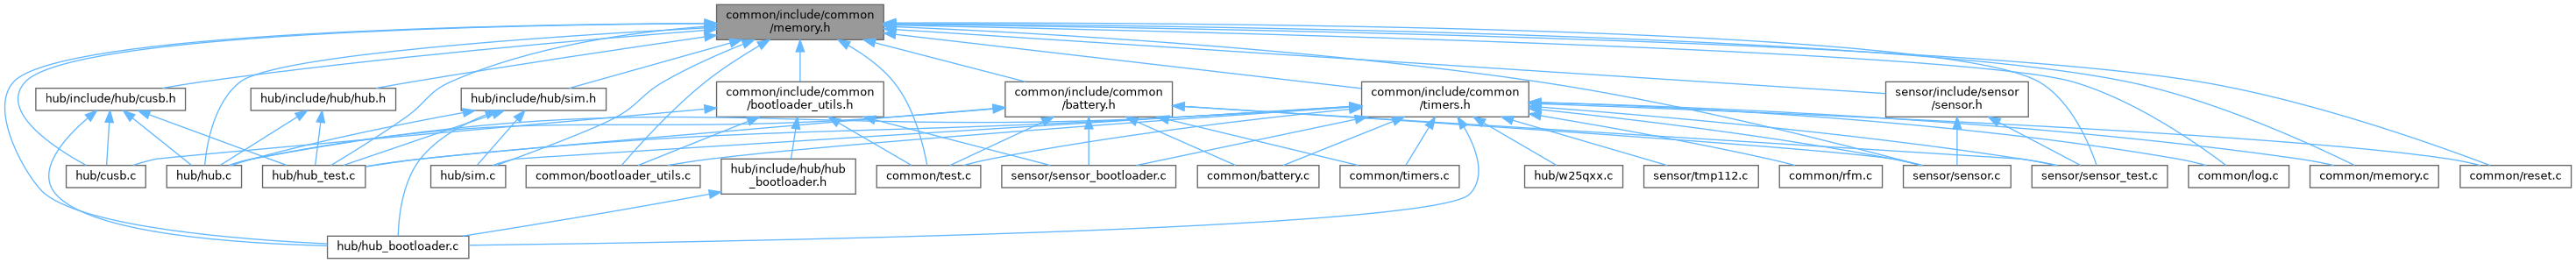 common/include/common
/memory.h
hub/include/hub/cusb.h
hub/include/hub/hub.h
hub/include/hub/sim.h
common/include/common
/bootloader_utils.h
common/include/common
/battery.h
common/include/common
/timers.h
sensor/include/sensor
/sensor.h
hub/cusb.c
hub/hub.c
hub/hub_test.c
hub/sim.c
common/bootloader_utils.c
hub/include/hub/hub
_bootloader.h
common/test.c
sensor/sensor_bootloader.c
common/battery.c
common/timers.c
hub/w25qxx.c
sensor/tmp112.c
common/rfm.c
sensor/sensor.c
sensor/sensor_test.c
common/log.c
common/memory.c
common/reset.c
hub/hub_bootloader.c